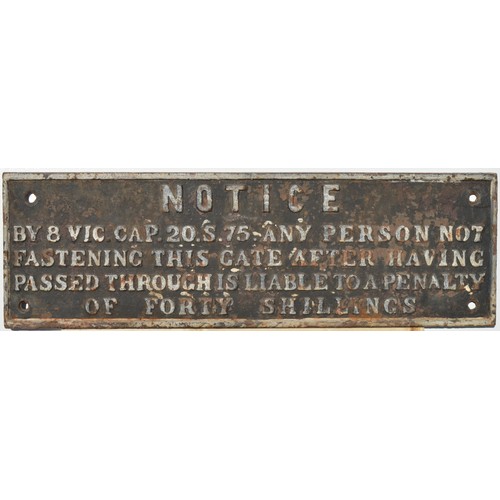 NOTICE
BY 8 VIC. CAP. 20. S. 75. ANY PERSON NOT
FASTENING THIS GATE AFTER HAVING
PASSED THROUGH IS LIABLE TO A PENALTY
OF FORTY SHILLINGS